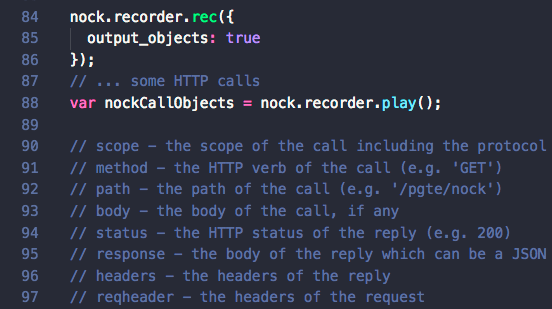 84 nock.recorder.rec({
85 output_objects: true
86 });
87 // ... some HTTP calls
88 var nockCallObjects = nock.recorder.play();
89
90 // scope - the scope of the call including the protocol
91 // method - the HTTP verb of the call (e.g. 'GET')
92 // path - the path of the call (e.g. '/pgte/nock')
93 // body - the body of the call, if any
94 // status - the HTTP status of the reply (e.g. 200)
95 // response - the body of the reply which can be a JSON
96 // headers - the headers of the reply
97 // reqheader - the headers of the request